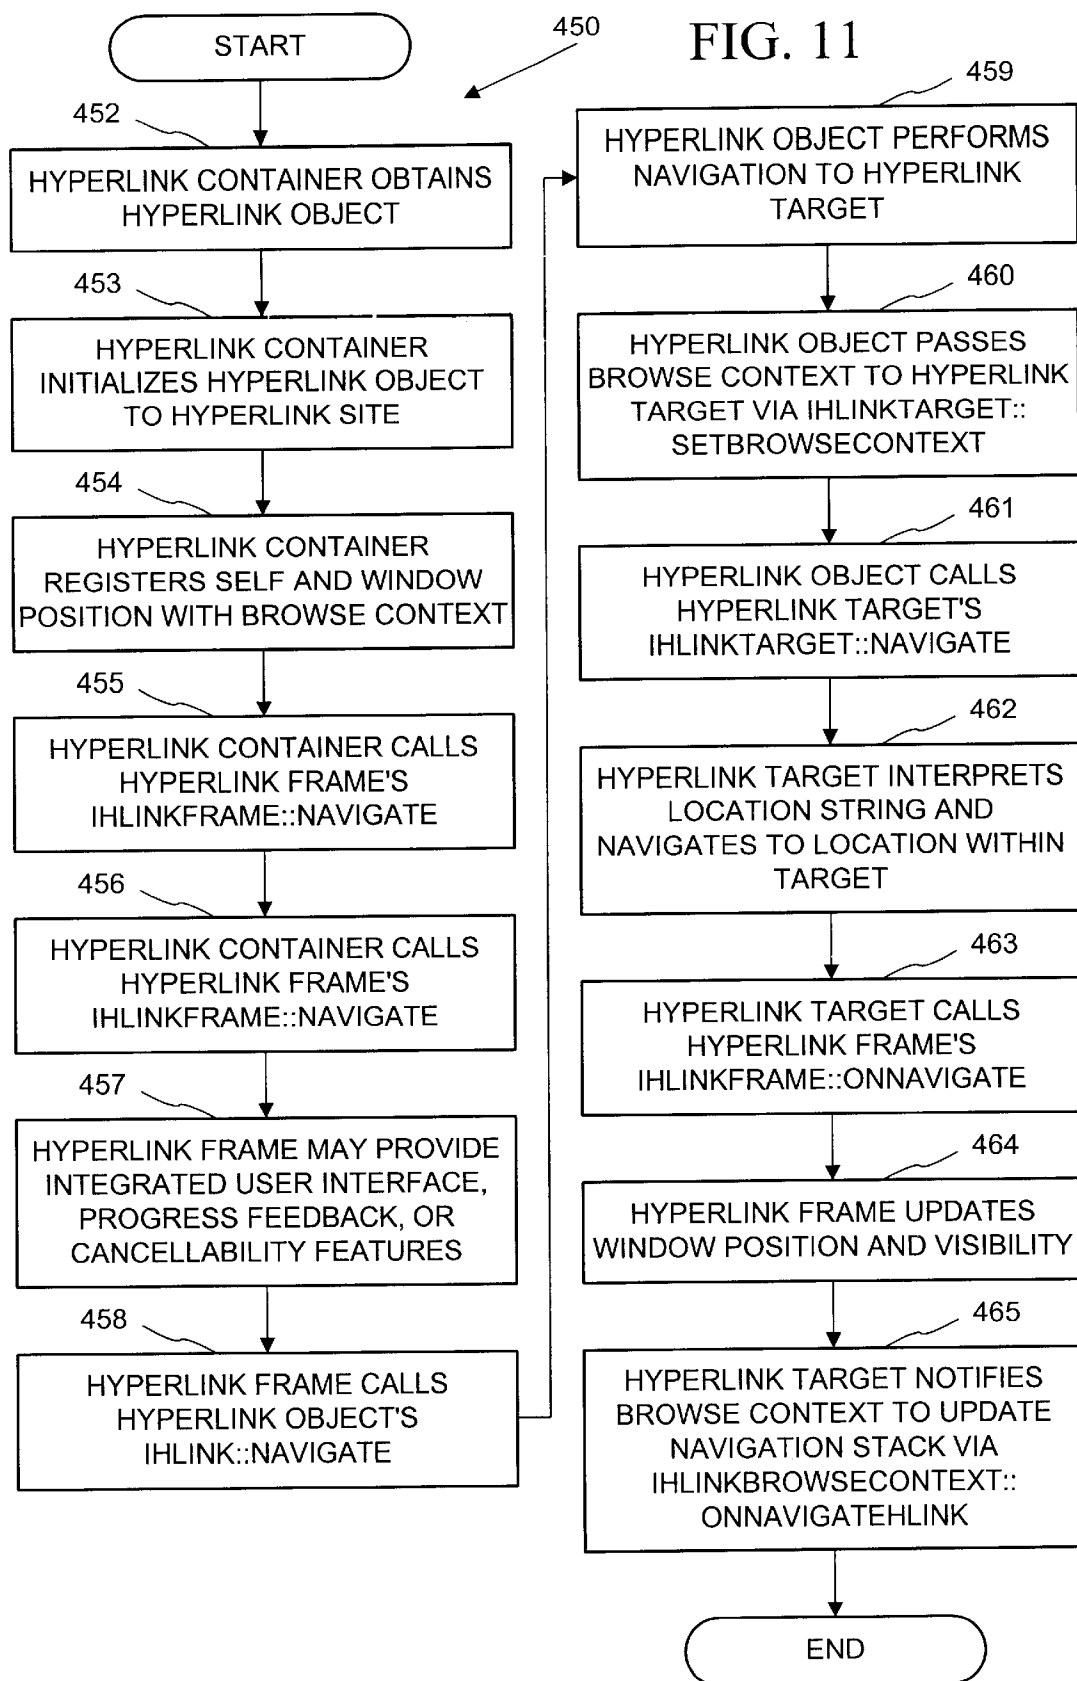 FIG. 11
450
START
452
HYPERLINK CONTAINER OBTAINS
HYPERLINK OBJECT
453
HYPERLINK CONTAINER
INITIALIZES HYPERLINK OBJECT
TO HYPERLINK SITE
454
HYPERLINK CONTAINER
REGISTERS SELF AND WINDOW
POSITION WITH BROWSE CONTEXT
455
HYPERLINK CONTAINER CALLS
HYPERLINK FRAME'S
IHLINKFRAME::NAVIGATE
456
HYPERLINK CONTAINER CALLS
HYPERLINK FRAME'S
IHLINKFRAME::NAVIGATE
457
HYPERLINK FRAME MAY PROVIDE
INTEGRATED USER INTERFACE,
PROGRESS FEEDBACK, OR
CANCELLABILITY FEATURES
458
HYPERLINK FRAME CALLS
HYPERLINK OBJECT'S
IHLINK::NAVIGATE
459
HYPERLINK OBJECT PERFORMS
NAVIGATION TO HYPERLINK
TARGET
460
HYPERLINK OBJECT PASSES
BROWSE CONTEXT TO HYPERLINK
TARGET VIA IHLINKTARGET::
SETBROWSECONTEXT
461
HYPERLINK OBJECT CALLS
HYPERLINK TARGET'S
IHLINKTARGET::NAVIGATE
462
HYPERLINK TARGET INTERPRETS
LOCATION STRING AND
NAVIGATES TO LOCATION WITHIN
TARGET
463
HYPERLINK TARGET CALLS
HYPERLINK FRAME'S
IHLINKFRAME::ONNAVIGATE
464
HYPERLINK FRAME UPDATES
WINDOW POSITION AND VISIBILITY
465
HYPERLINK TARGET NOTIFIES
BROWSE CONTEXT TO UPDATE
NAVIGATION STACK VIA
IHLINKBROWSECONTEXT::
ONNAVIGATEHLINK
END